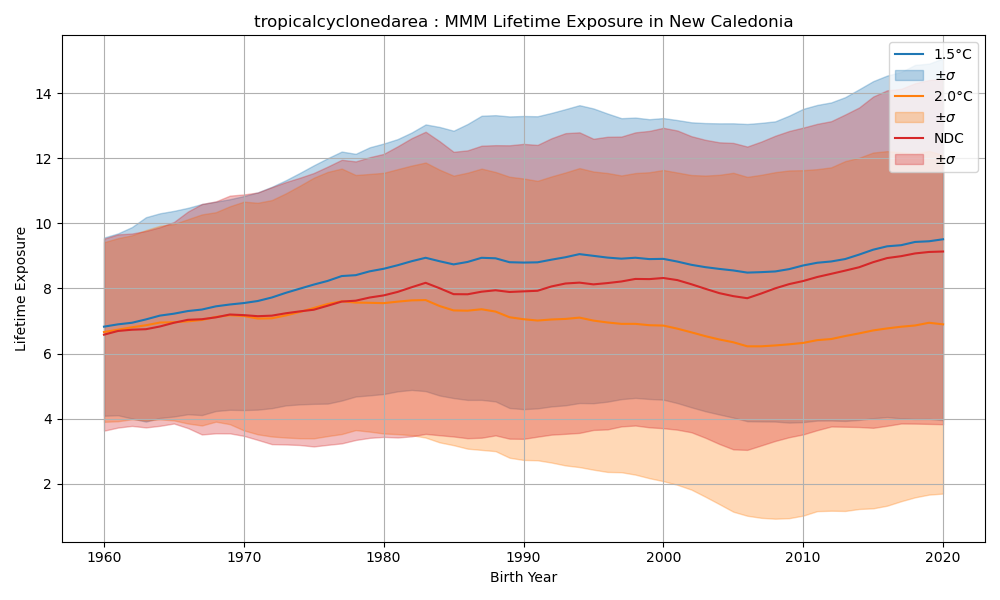 tropicalcyclonedarea : MMM Lifetime Exposure in New Caledonia
1.5°C
±σ
2.0°C
±σ
NDC
±σ
14
12
10
8
6
4
2
Lifetime Exposure
1960
1970
1980
1990
2000
2010
2020
Birth Year